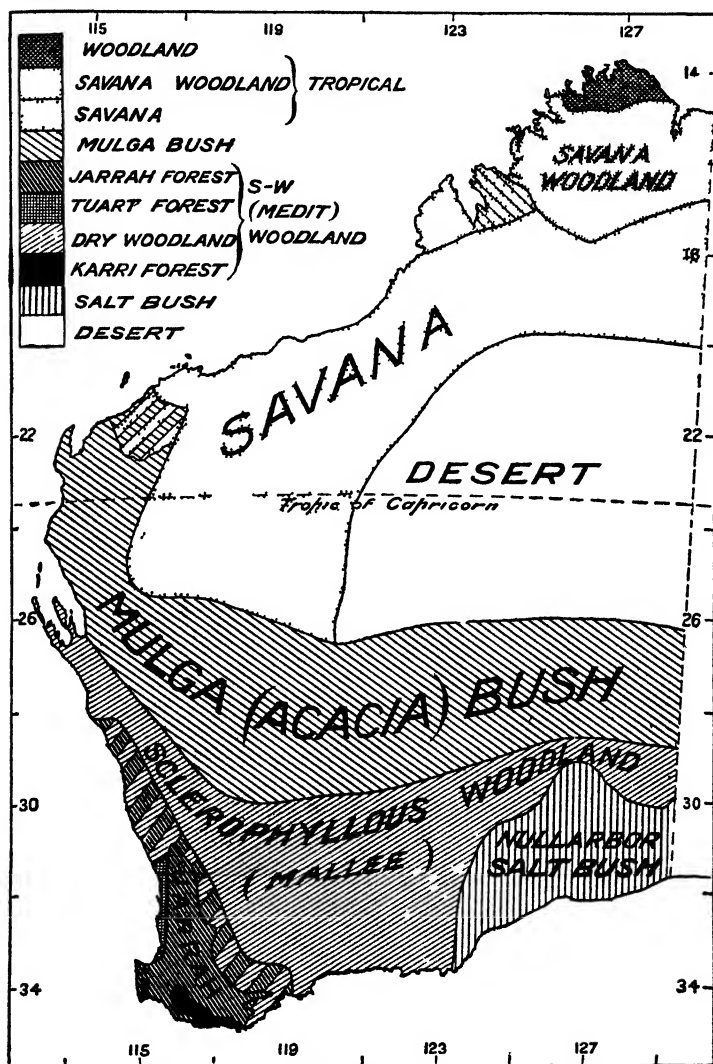 115 119 123 127
WOODLAND
SAVANA WOODLAND
SAVANA
TROPICAL
MULGA BUSH
JARRAH FOREST
TUART FOREST
DRY WOODLAND
KARRI FOREST
S-W
(MEDIT)
WOODLAND
SALT BUSH
DESERT
14
SAVANA
WOODLAND
18
SAVANA
22
22
DESERT
Tropic of Capricorn
26
26
MULGA (ACACIA) BUSH
SCLEROPHYLLOUS WOODLAND
(MALLEE)
30
30
NULLARBOR
SALT BUSH
JARRAH
34
34
115 119 123 127